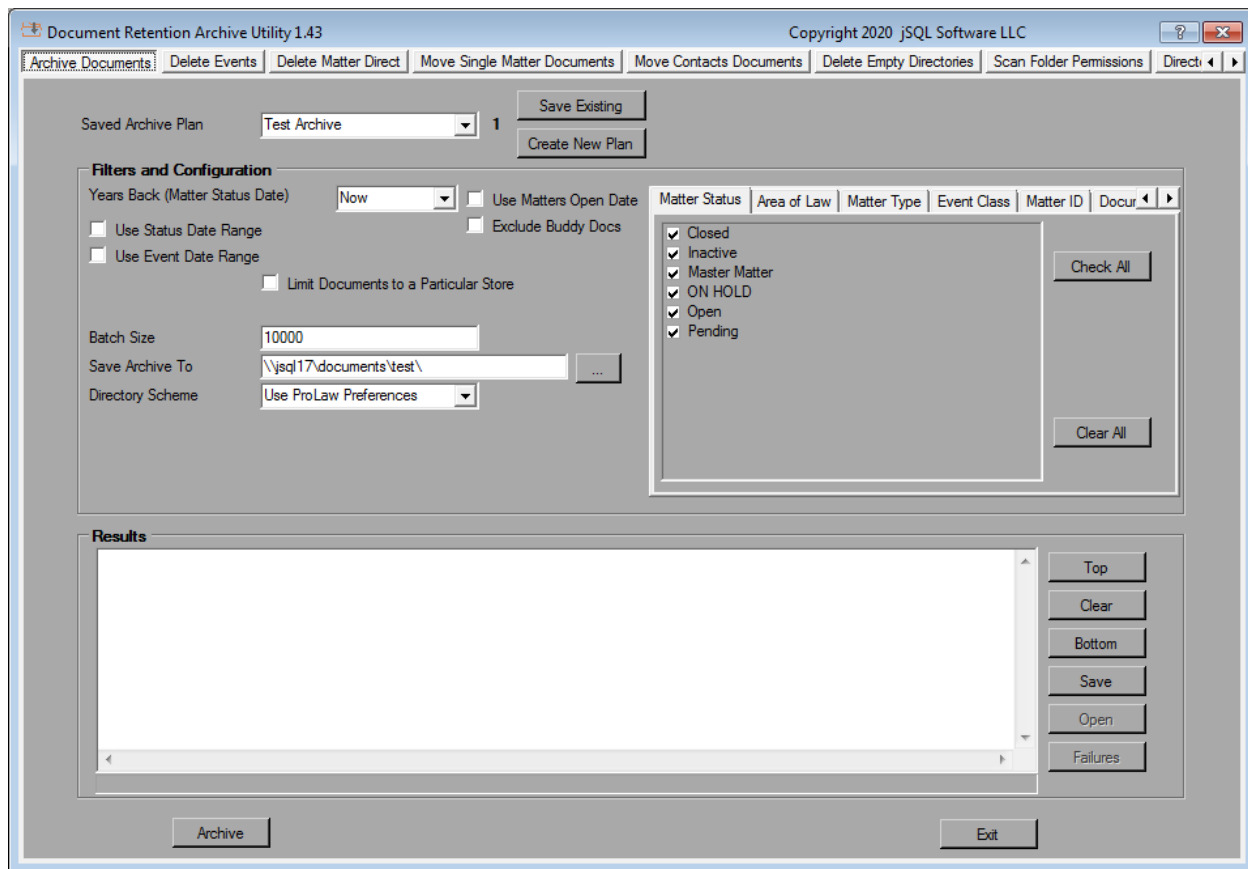 Document Retention Archive Utility 1.43 Copyright 2020 jSQL Software LLC ?
Archive Documents Delete Events Delete Matter Direct Move Single Matter Documents Move Contacts Documents Delete Empty Directories Scan Folder Permissions
Save Existing
Saved Archive Plan Test Archive 1
Create New Plan
Filters and Configuration
Years Back (Matter Status Date) Now Use Matters Open Date
Use Status Date Range Exclude Buddy Docs
Use Event Date Range
Limit Documents to a Particular Store
Batch Size 10000
Save Archive To \\jsql17\documents\test\ ...
Directory Scheme Use ProLaw Preferences
Matter Status Area of Law Matter Type Event Class Matter ID
Closed
Inactive
Master Matter
ON HOLD
Open
Pending
Check All
Clear All
Results
Top
Clear
Bottom
Save
Open
Failures
Archive Exit